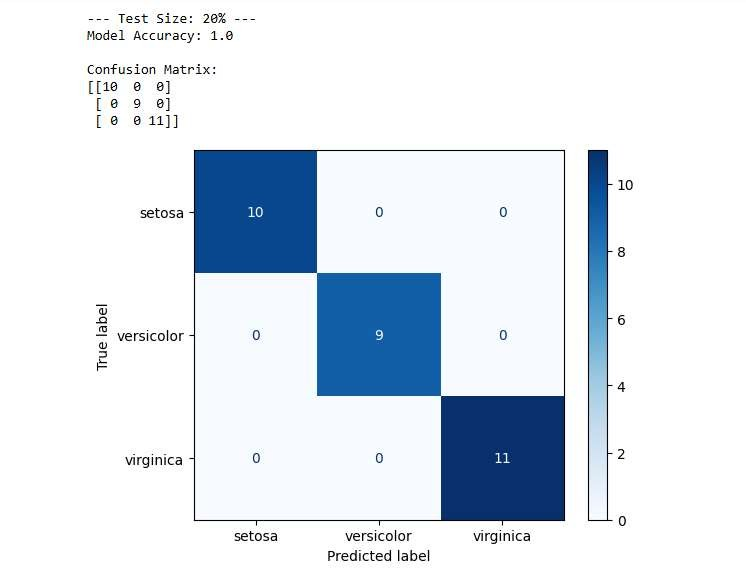 --- Test Size: 20% ---
Model Accuracy: 1.0
Confusion Matrix:
[[10  0  0]
 [ 0  9  0]
 [ 0  0 11]]
setosa 10 0 0
versicolor 0 9 0
virginica 0 0 11
True label
setosa versicolor virginica
Predicted label
10
8
6
4
2
0